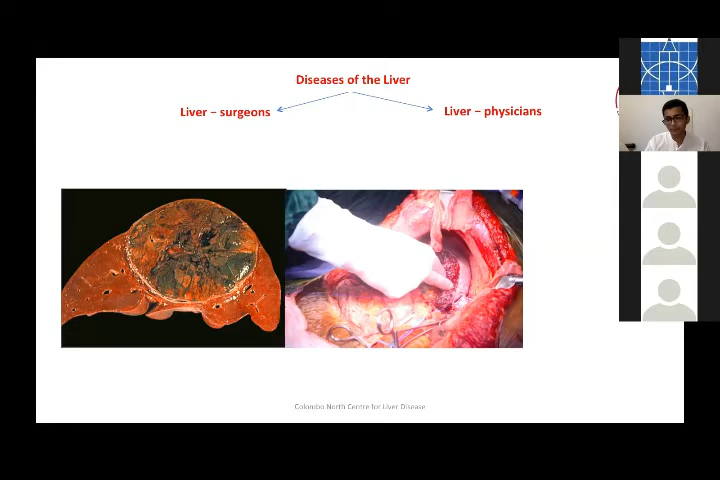 Diseases of the Liver
Liver – surgeons
Liver – physicians
Colombo North Centre for Liver Disease